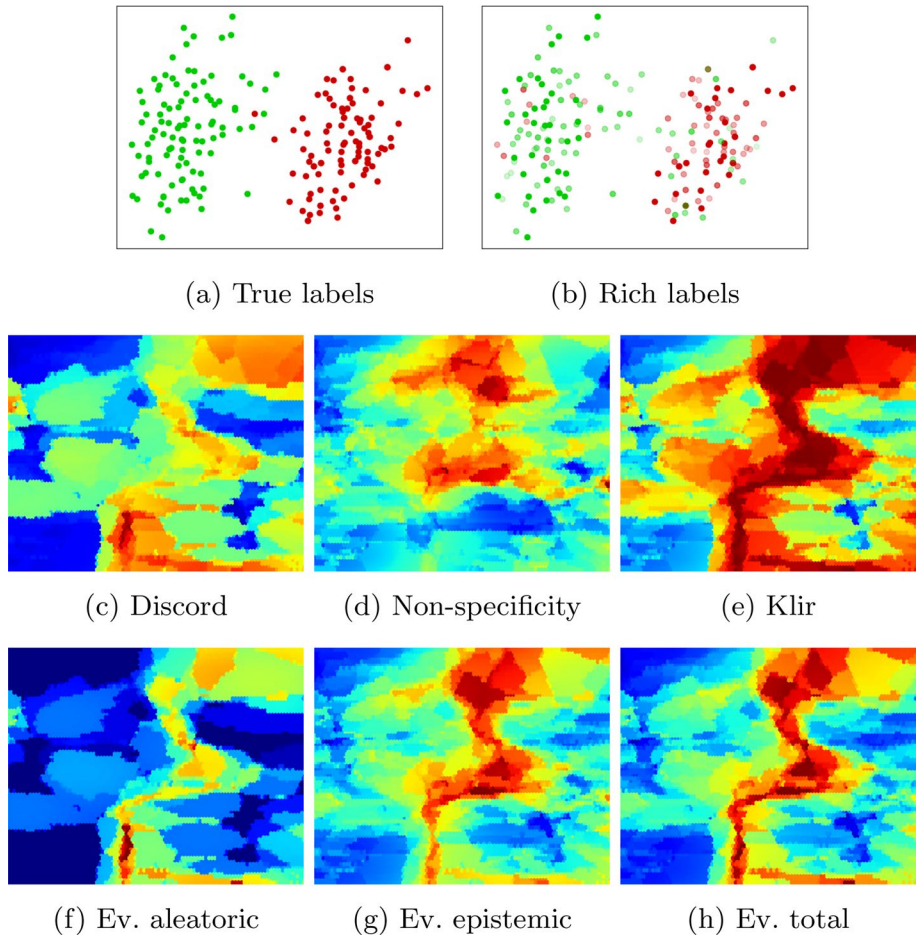 (a) True labels
(b) Rich labels
(c) Discord
(d) Non-specificity
(e) Klir
(f) Ev. aleatoric
(g) Ev. epistemic
(h) Ev. total